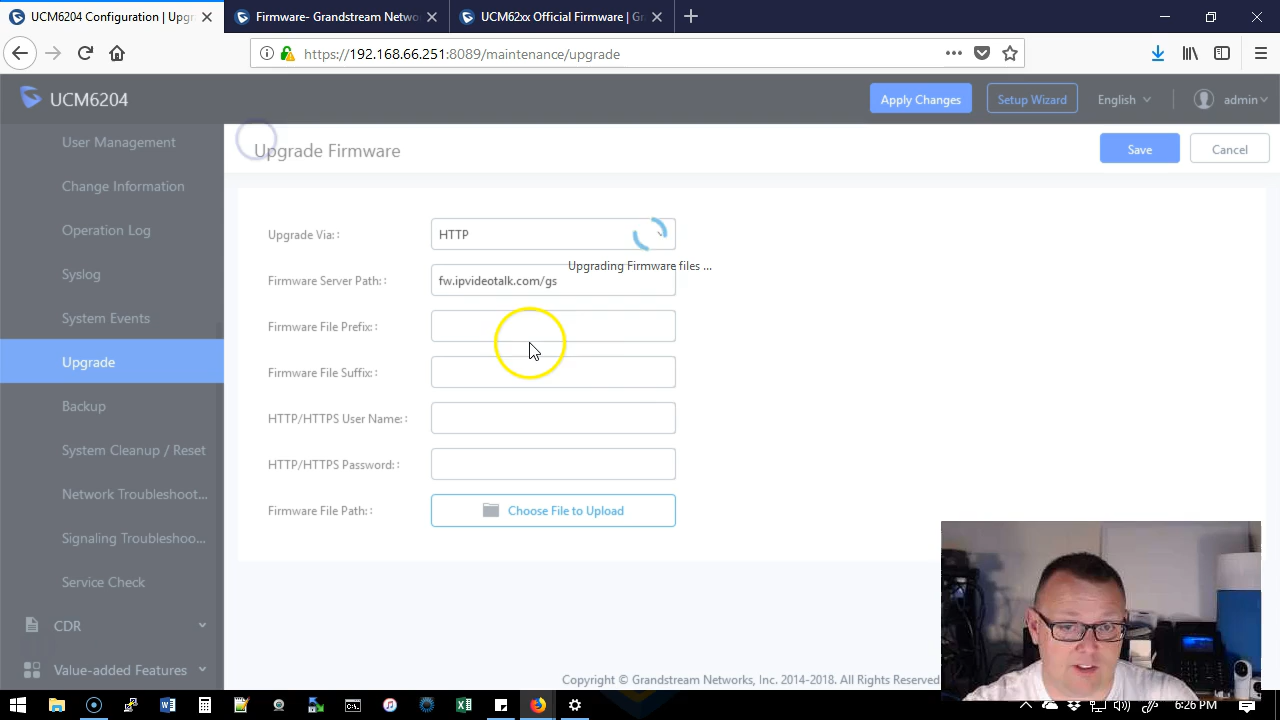 UCM6204 Configuration | Upgr
Firmware- Grandstream Netwo
UCM62xx Official Firmware | Gr
https://192.168.66.251:8089/maintenance/upgrade
UCM6204
Apply Changes
Setup Wizard
English
admin
User Management
Change Information
Operation Log
Syslog
System Events
Upgrade
Backup
System Cleanup / Reset
Network Troubleshoot...
Signaling Troubleshoo...
Service Check
CDR
Value-added Features
Upgrade Firmware
Save
Cancel
Upgrade Via: :
HTTP
Upgrading Firmware files ...
Firmware Server Path: :
fw.ipvideotalk.com/gs
Firmware File Prefix: :
Firmware File Suffix: :
HTTP/HTTPS User Name: :
HTTP/HTTPS Password: :
Firmware File Path: :
Choose File to Upload
Copyright © Grandstream Networks, Inc. 2014-2018. All Rights Reserved
6:26 PM